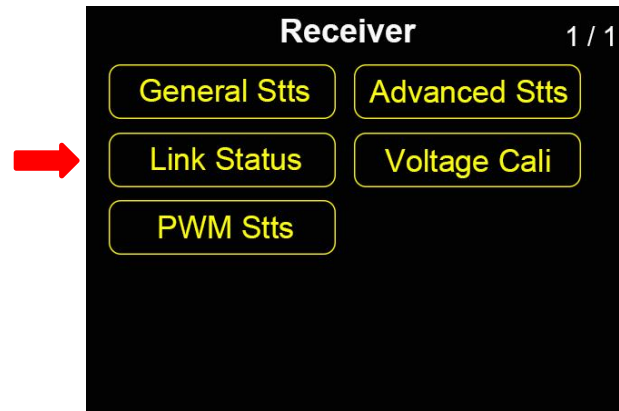 Receiver 1 / 1
General Stts Advanced Stts
Link Status Voltage Cali
PWM Stts